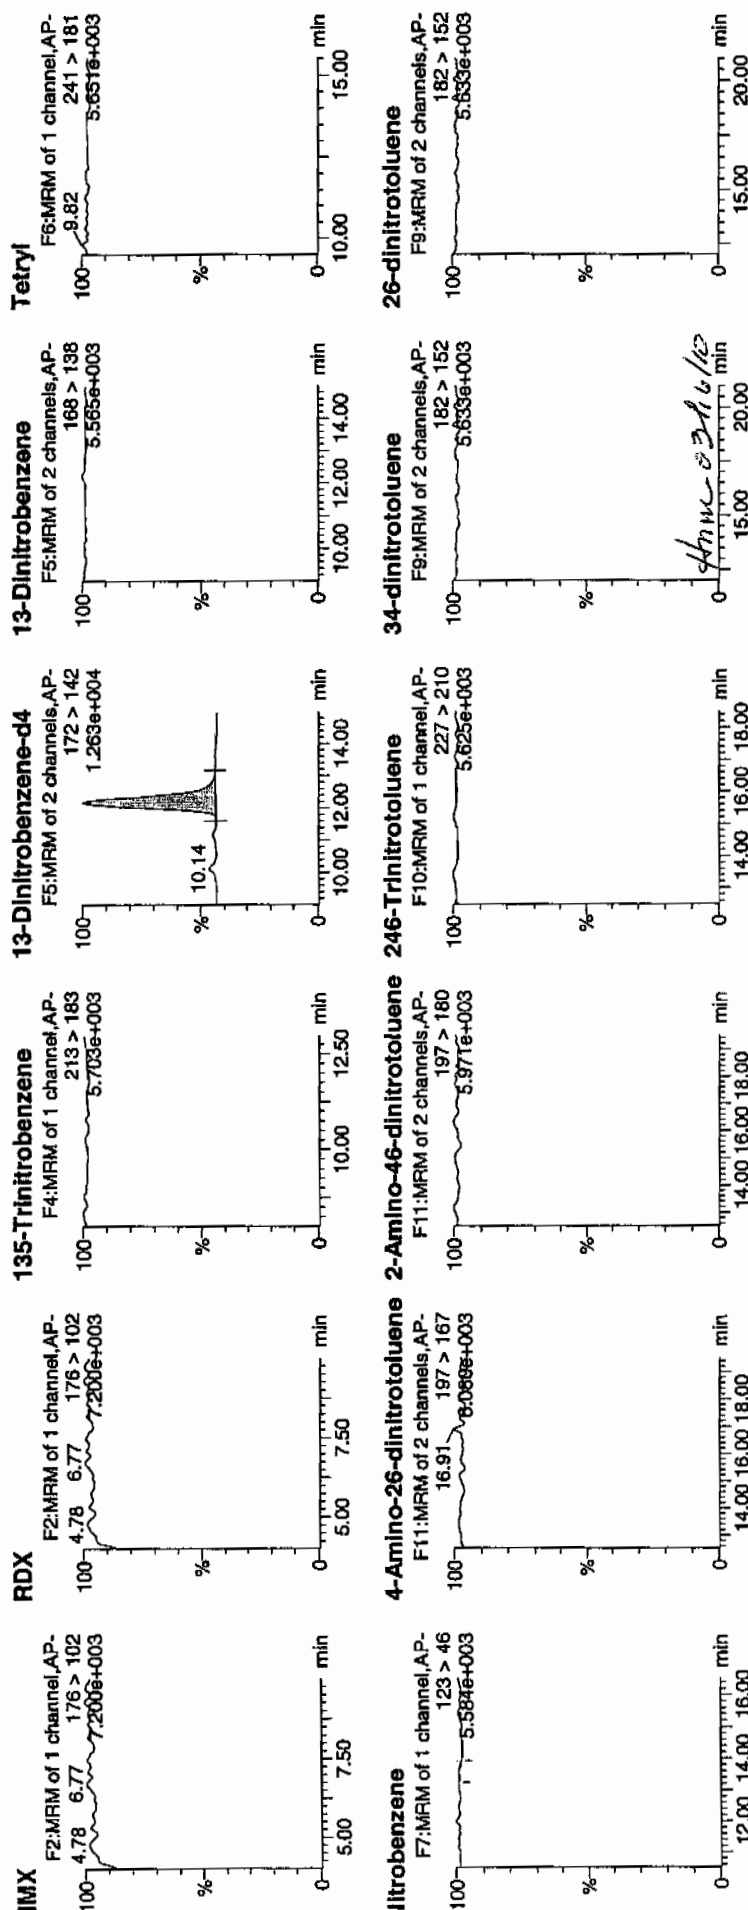 HMX
F2:MRM of 1 channel,AP-
176 > 102
7.200e+003
4.78
6.77
100
%
0
5.00
7.50
min
RDX
F2:MRM of 1 channel,AP-
176 > 102
7.200e+003
4.78
6.77
100
%
0
5.00
7.50
min
135-Trinitrobenzene
F4:MRM of 1 channel,AP-
213 > 183
5.703e+003
100
%
0
10.00
12.50
min
13-Dinitrobenzene-d4
F5:MRM of 2 channels,AP-
172 > 142
1.263e+004
10.14
100
%
0
10.00
12.00
14.00
min
13-Dinitrobenzene
F5:MRM of 2 channels,AP-
168 > 138
5.565e+003
100
%
0
10.00
12.00
14.00
min
Tetryl
F6:MRM of 1 channel,AP-
241 > 181
5.651e+003
9.82
100
%
0
10.00
15.00
min
itrobenzene
F7:MRM of 1 channel,AP-
123 > 46
5.584e+003
100
%
0
12.00
14.00
16.00
min
4-Amino-26-dinitrotoluene
F11:MRM of 2 channels,AP-
197 > 167
16.91
100
%
0
14.00
16.00
18.00
min
2-Amino-46-dinitrotoluene
F11:MRM of 2 channels,AP-
197 > 180
5.971e+003
100
%
0
14.00
16.00
18.00
min
246-Trinitrotoluene
F10:MRM of 1 channel,AP-
227 > 210
5.625e+003
100
%
0
14.00
16.00
18.00
min
34-dinitrotoluene
F9:MRM of 2 channels,AP-
182 > 152
5.633e+003
100
%
0
15.00
20.00
min
03/16/10
26-dinitrotoluene
F9:MRM of 2 channels,AP-
182 > 152
5.633e+003
100
%
0
15.00
20.00
min